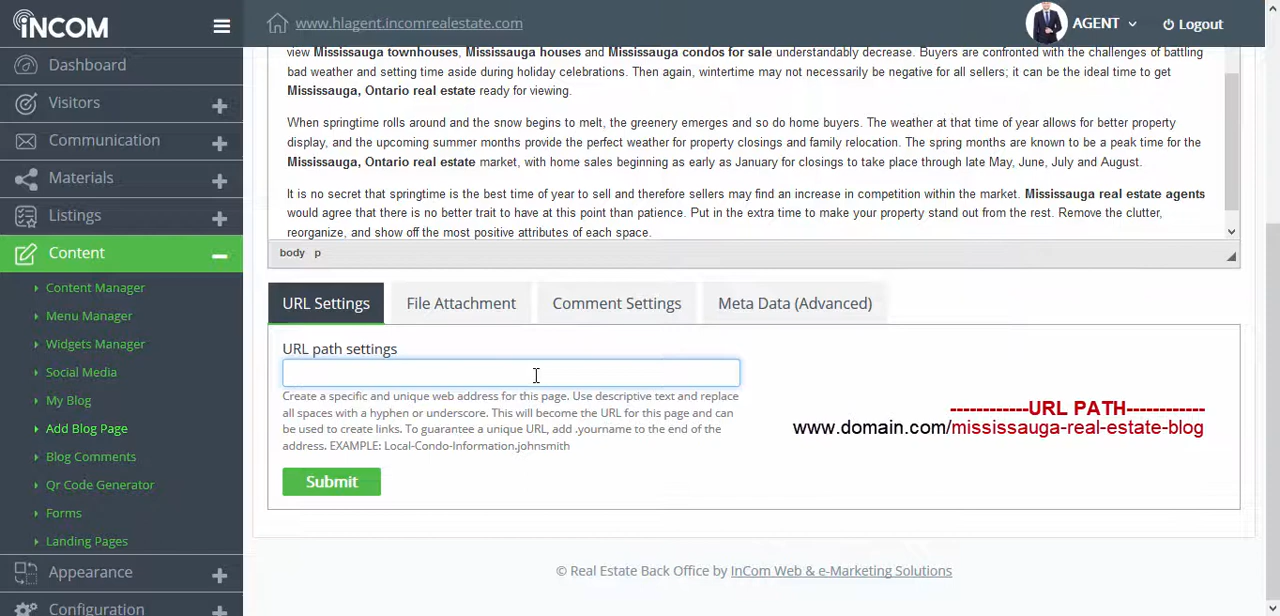 INCOM
www.hlagent.incomrealestate.com
AGENT
Logout
Dashboard
Visitors
Communication
Materials
Listings
Content
Content Manager
Menu Manager
Widgets Manager
Social Media
My Blog
Add Blog Page
Blog Comments
Qr Code Generator
Forms
Landing Pages
Appearance
Configuration
view Mississauga townhouses, Mississauga houses and Mississauga condos for sale understandably decrease. Buyers are confronted with the challenges of battling
bad weather and setting time aside during holiday celebrations. Then again, wintertime may not necessarily be negative for all sellers; it can be the ideal time to get
Mississauga, Ontario real estate ready for viewing.
When springtime rolls around and the snow begins to melt, the greenery emerges and so do home buyers. The weather at that time of year allows for better property
display, and the upcoming summer months provide the perfect weather for property closings and family relocation. The spring months are known to be a peak time for the
Mississauga, Ontario real estate market, with home sales beginning as early as January for closings to take place through late May, June, July and August.
It is no secret that springtime is the best time of year to sell and therefore sellers may find an increase in competition within the market. Mississauga real estate agents
would agree that there is no better trait to have at this point than patience. Put in the extra time to make your property stand out from the rest. Remove the clutter,
reorganize, and show off the most positive attributes of each space.
body p
URL Settings
File Attachment
Comment Settings
Meta Data (Advanced)
URL path settings
Create a specific and unique web address for this page. Use descriptive text and replace
all spaces with a hyphen or underscore. This will become the URL for this page and can
be used to create links. To guarantee a unique URL, add .yourname to the end of the
address. EXAMPLE: Local-Condo-Information.johnsmith
Submit
------------URL PATH------------
www.domain.com/mississauga-real-estate-blog
© Real Estate Back Office by InCom Web & e-Marketing Solutions